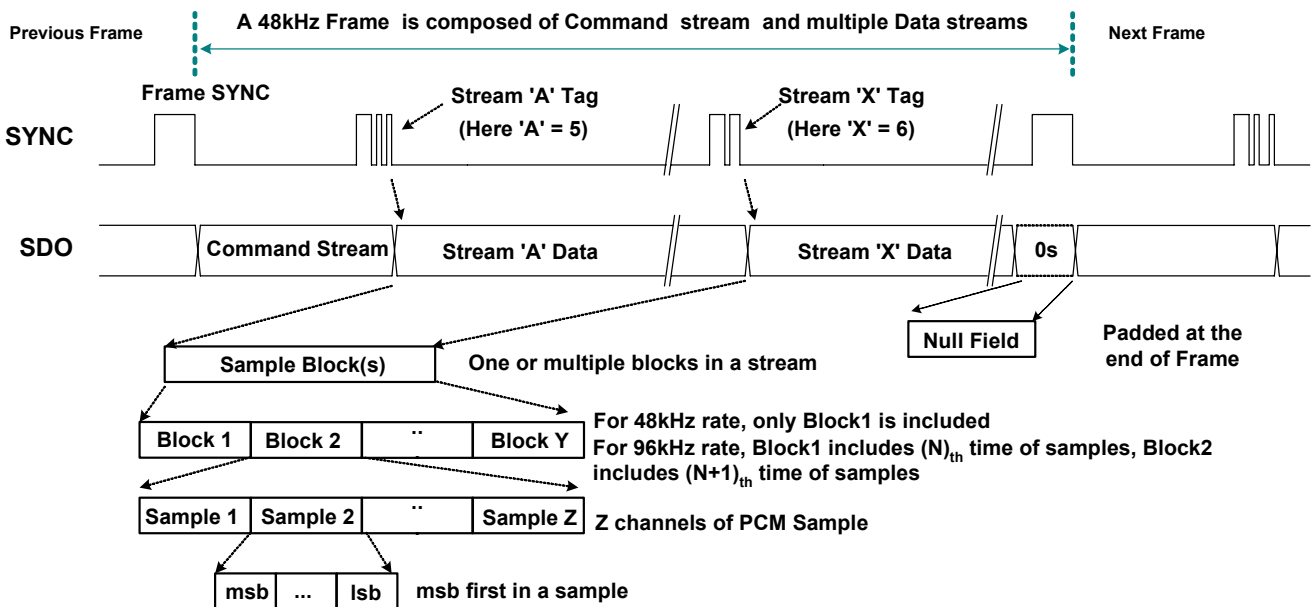 A 48kHz Frame is composed of Command stream and multiple Data streams
Previous Frame
Next Frame
Frame SYNC
Stream 'A' Tag
(Here 'A' = 5)
Stream 'X' Tag
(Here 'X' = 6)
SYNC
SDO
Command Stream
Stream 'A' Data
Stream 'X' Data
0s
Null Field
Padded at the
end of Frame
Sample Block(s)
One or multiple blocks in a stream
Block 1
Block 2
..
Block Y
For 48kHz rate, only Block1 is included
For 96kHz rate, Block1 includes (N)th time of samples, Block2
includes (N+1)th time of samples
Sample 1
Sample 2
..
Sample Z
Z channels of PCM Sample
msb
...
lsb
msb first in a sample